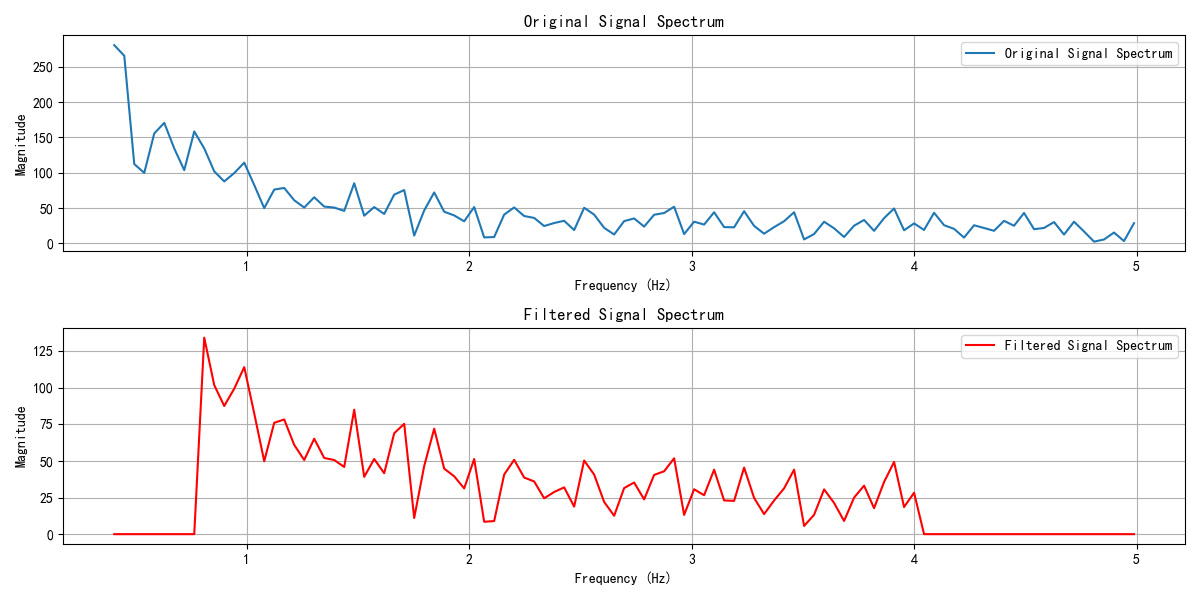 Original Signal Spectrum
Original Signal Spectrum
250
200
150
100
50
0
Magnitude
1 2 3 4 5
Frequency (Hz)
Filtered Signal Spectrum
Filtered Signal Spectrum
125
100
75
50
25
0
Magnitude
1 2 3 4 5
Frequency (Hz)